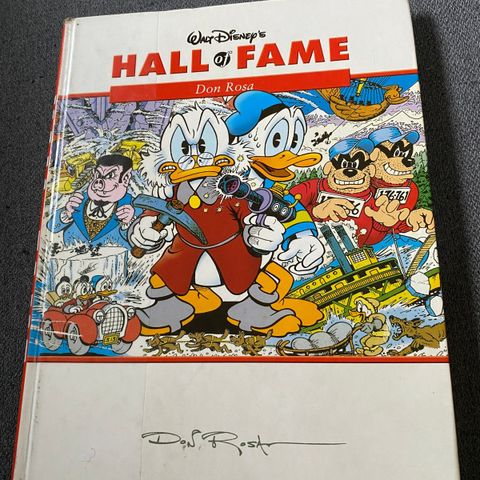 Walt Disney's
HALL of FAME
Don Rosa
Don Rosa